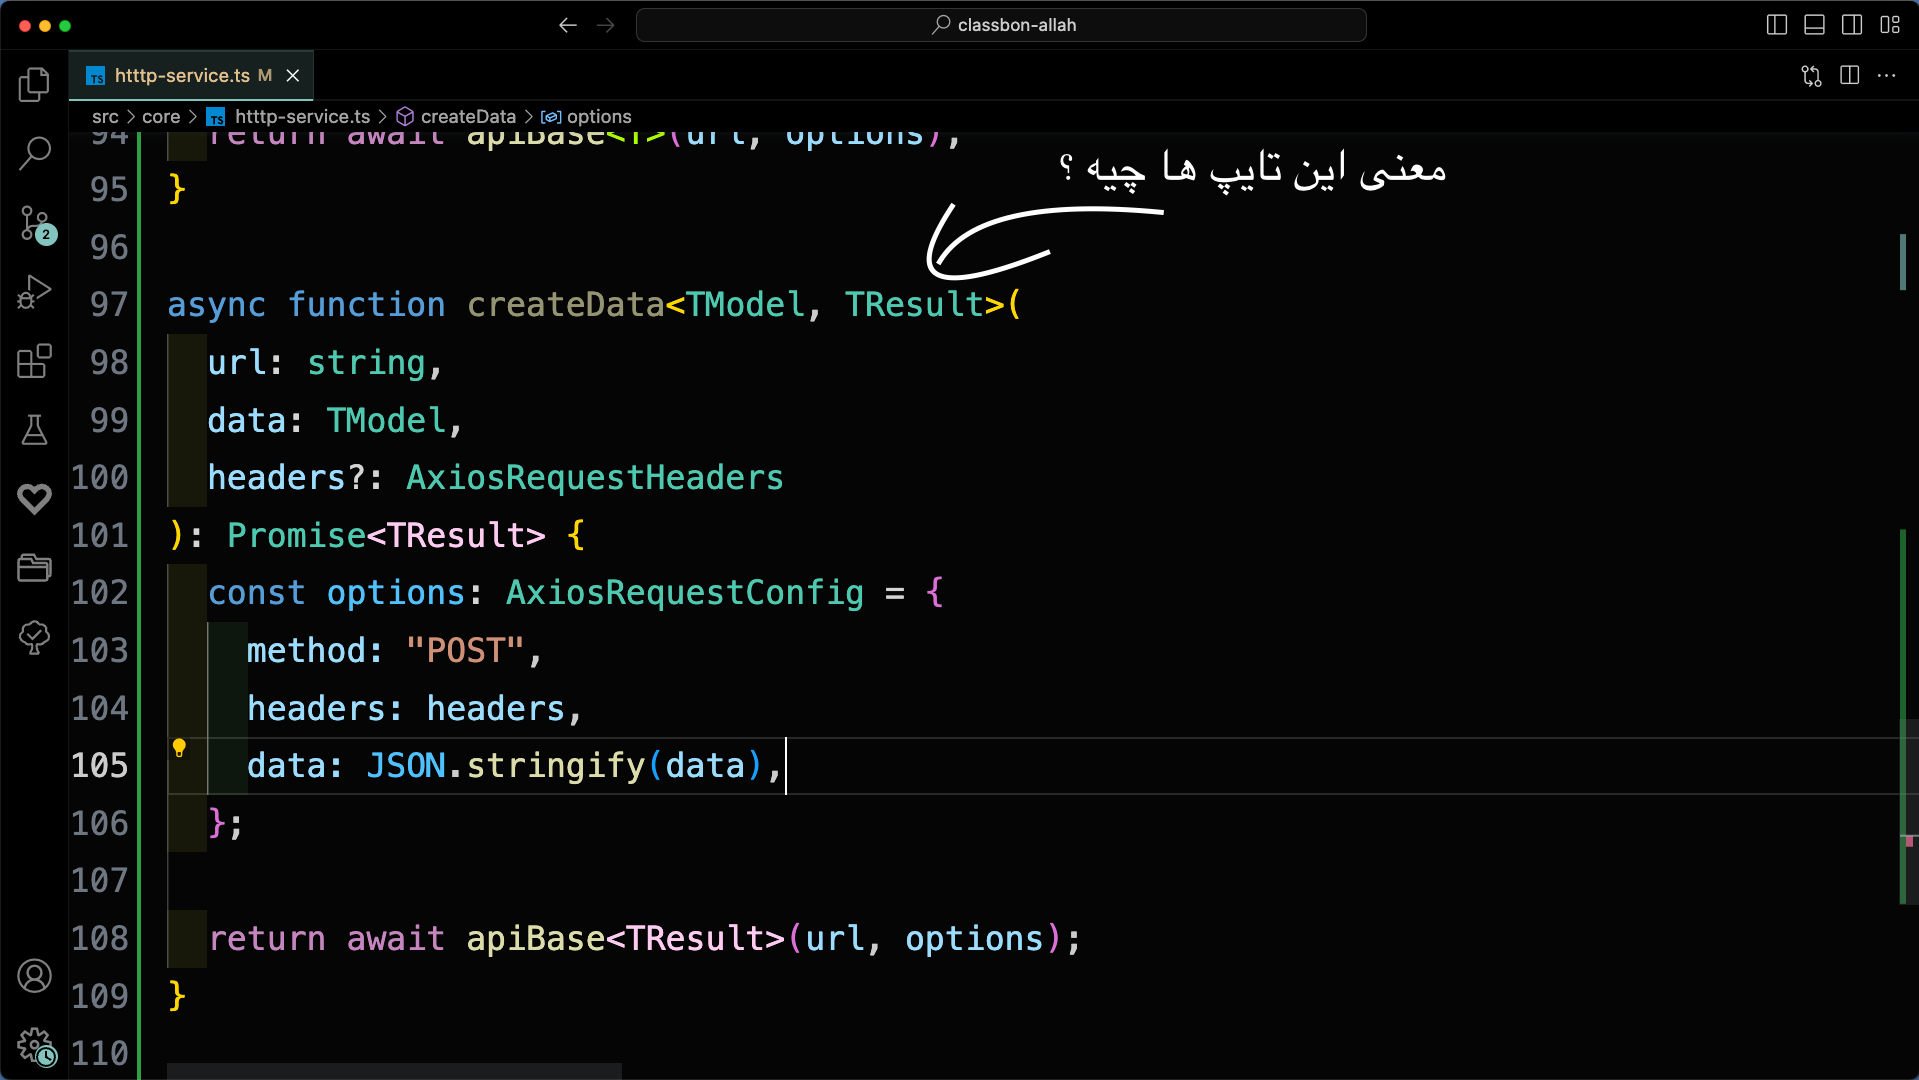 classbon-allah
htttp-service.ts M
src > core > htttp-service.ts > createData > options
94 return await apiBase<T>(url, options);
معنی این تایپ ها چیه ؟
95 }
96
97 async function createData<TModel, TResult>(
98 url: string,
99 data: TModel,
100 headers?: AxiosRequestHeaders
101 ): Promise<TResult> {
102 const options: AxiosRequestConfig = {
103 method: "POST",
104 headers: headers,
105 data: JSON.stringify(data),
106 };
107
108 return await apiBase<TResult>(url, options);
109 }
110
2